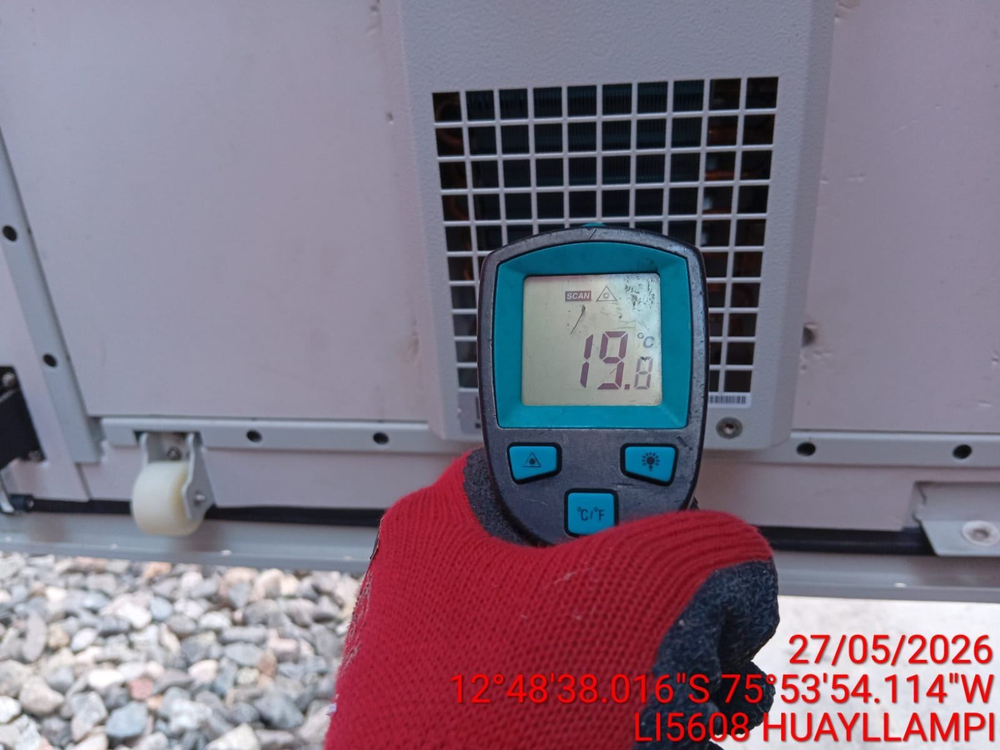 SCAN
°C
19.8
°C/°F
27/05/2026
12°48'38.016"S 75°53'54.114"W
LI5608 HUAYLLAMPI